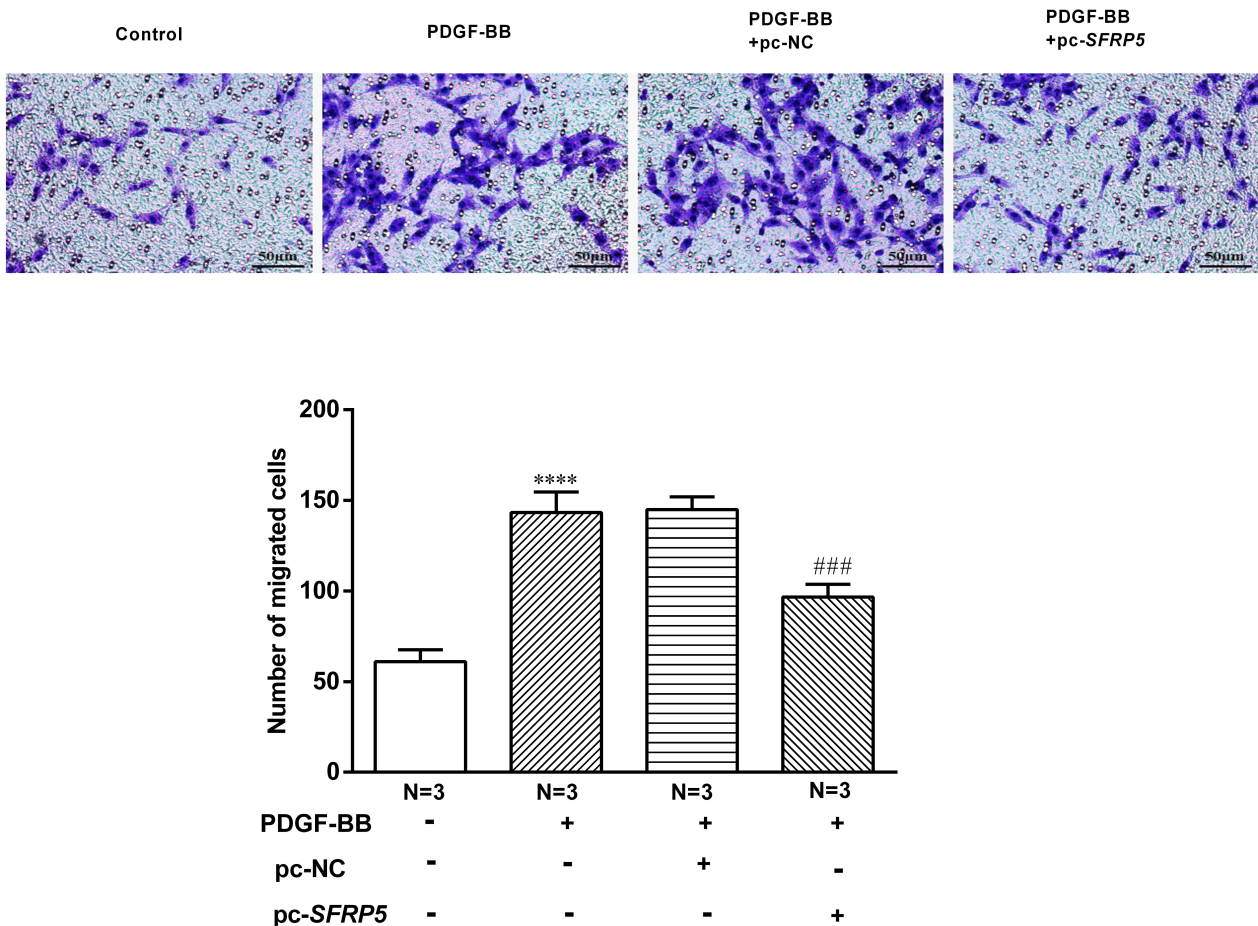 Control
PDGF-BB
PDGF-BB
+pc-NC
PDGF-BB
+pc-SFRP5
50μm
50μm
50μm
50μm
200
150
100
50
0
Number of migrated cells
****
###
N=3 N=3 N=3 N=3
PDGF-BB - + + +
pc-NC - - + -
pc-SFRP5 - - - +